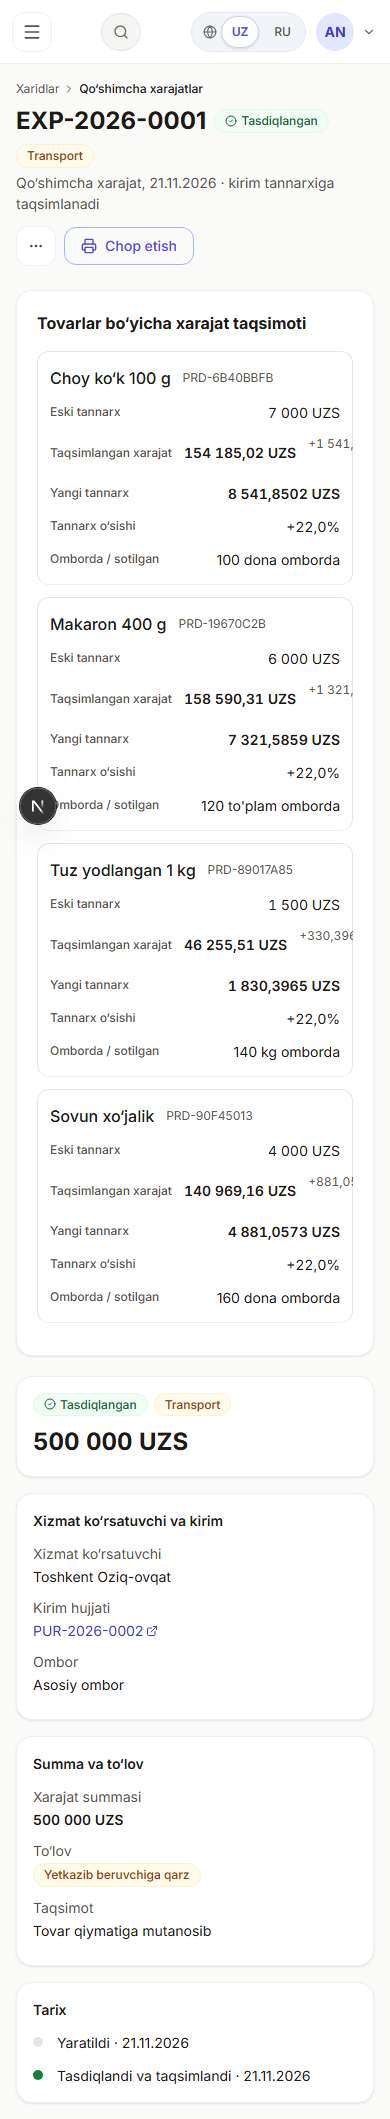 UZ RU AN
Xaridlar > Qo‘shimcha xarajatlar
EXP-2026-0001 Tasdiqlangan
Transport
Qo‘shimcha xarajat, 21.11.2026 · kirim tannarxiga
taqsimlanadi
Chop etish
Tovarlar bo‘yicha xarajat taqsimoti
Choy ko‘k 100 g PRD-6B40BBFB
Eski tannarx 7 000 UZS
Taqsimlangan xarajat 154 185,02 UZS +1 541,
Yangi tannarx 8 541,8502 UZS
Tannarx o‘sishi +22,0%
Omborda / sotilgan 100 dona omborda
Makaron 400 g PRD-19670C2B
Eski tannarx 6 000 UZS
Taqsimlangan xarajat 158 590,31 UZS +1 321,
Yangi tannarx 7 321,5859 UZS
Tannarx o‘sishi +22,0%
N mborda / sotilgan 120 to'plam omborda
Tuz yodlangan 1 kg PRD-89017A85
Eski tannarx 1 500 UZS
Taqsimlangan xarajat 46 255,51 UZS +330,396
Yangi tannarx 1 830,3965 UZS
Tannarx o‘sishi +22,0%
Omborda / sotilgan 140 kg omborda
Sovun xo‘jalik PRD-90F45013
Eski tannarx 4 000 UZS
Taqsimlangan xarajat 140 969,16 UZS +881,05
Yangi tannarx 4 881,0573 UZS
Tannarx o‘sishi +22,0%
Omborda / sotilgan 160 dona omborda
Tasdiqlangan Transport
500 000 UZS
Xizmat ko‘rsatuvchi va kirim
Xizmat ko‘rsatuvchi
Toshkent Oziq-ovqat
Kirim hujjati
PUR-2026-0002
Ombor
Asosiy ombor
Summa va to‘lov
Xarajat summasi
500 000 UZS
To‘lov
Yetkazib beruvchiga qarz
Taqsimot
Tovar qiymatiga mutanosib
Tarix
Yaratildi · 21.11.2026
Tasdiqlandi va taqsimlandi · 21.11.2026